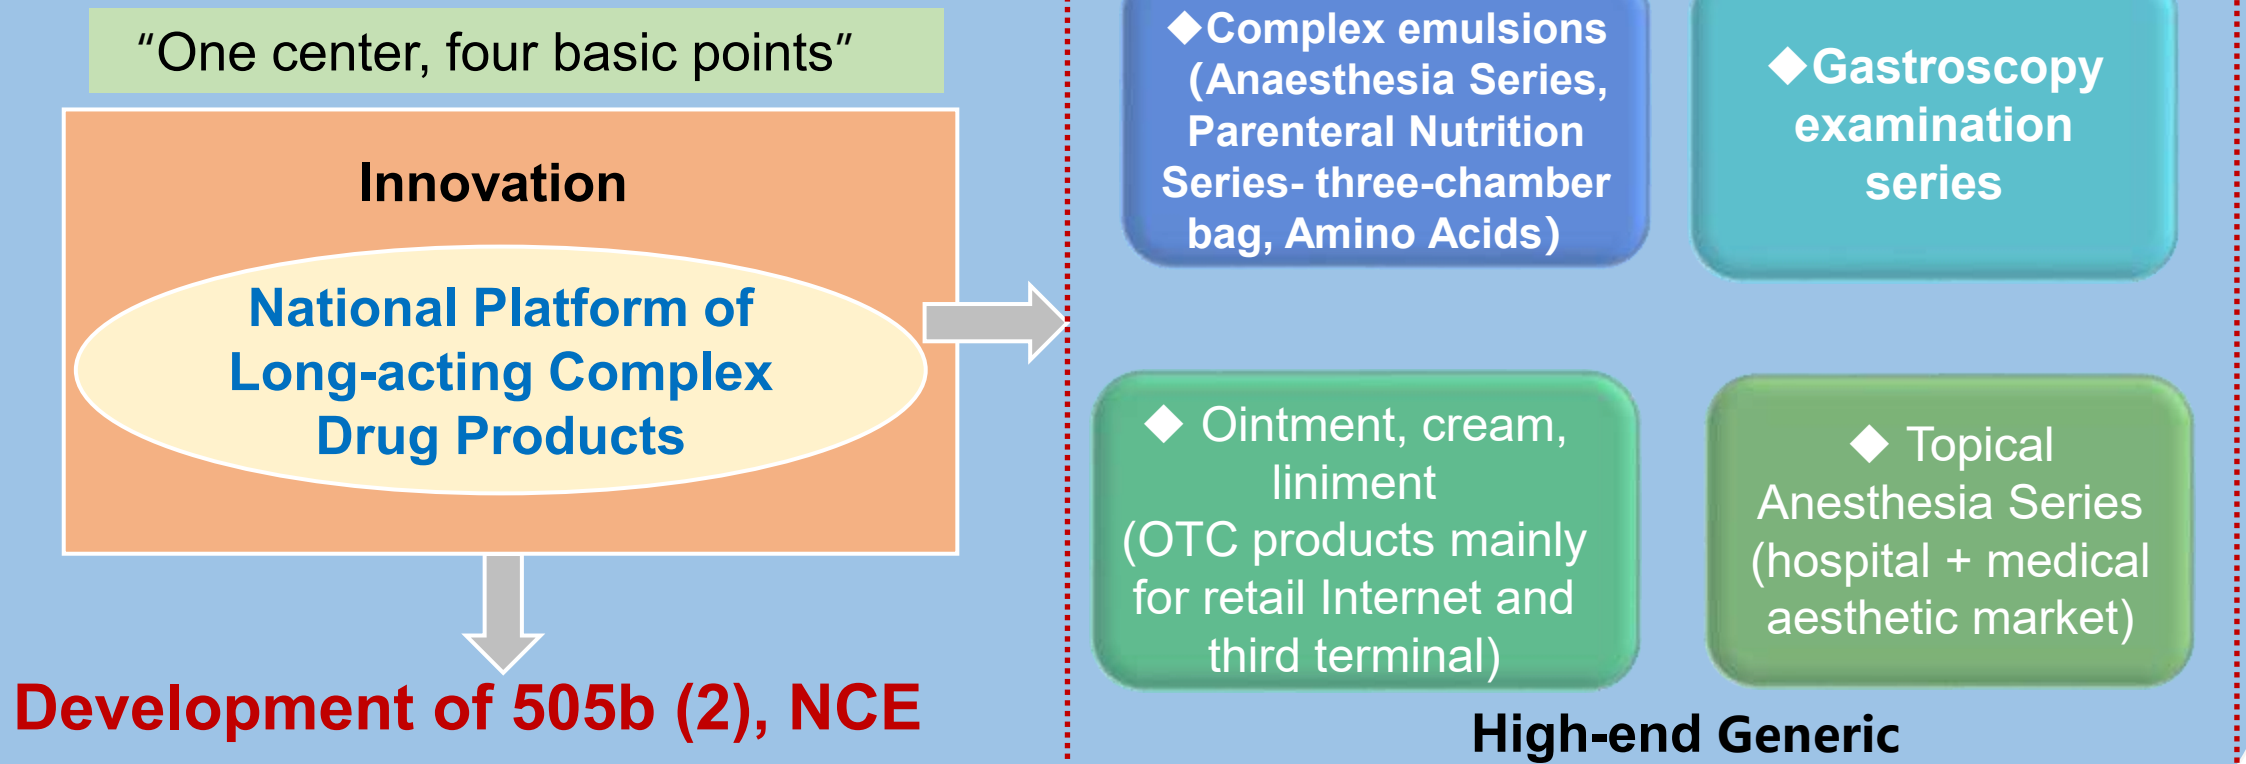 “One center, four basic points”
Innovation
National Platform of
Long-acting Complex
Drug Products
Development of 505b (2), NCE
◆Complex emulsions
(Anaesthesia Series,
Parenteral Nutrition
Series- three-chamber
bag, Amino Acids)
◆Gastroscopy
examination
series
◆ Ointment, cream,
liniment
(OTC products mainly
for retail Internet and
third terminal)
◆ Topical
Anesthesia Series
(hospital + medical
aesthetic market)
High-end Generic